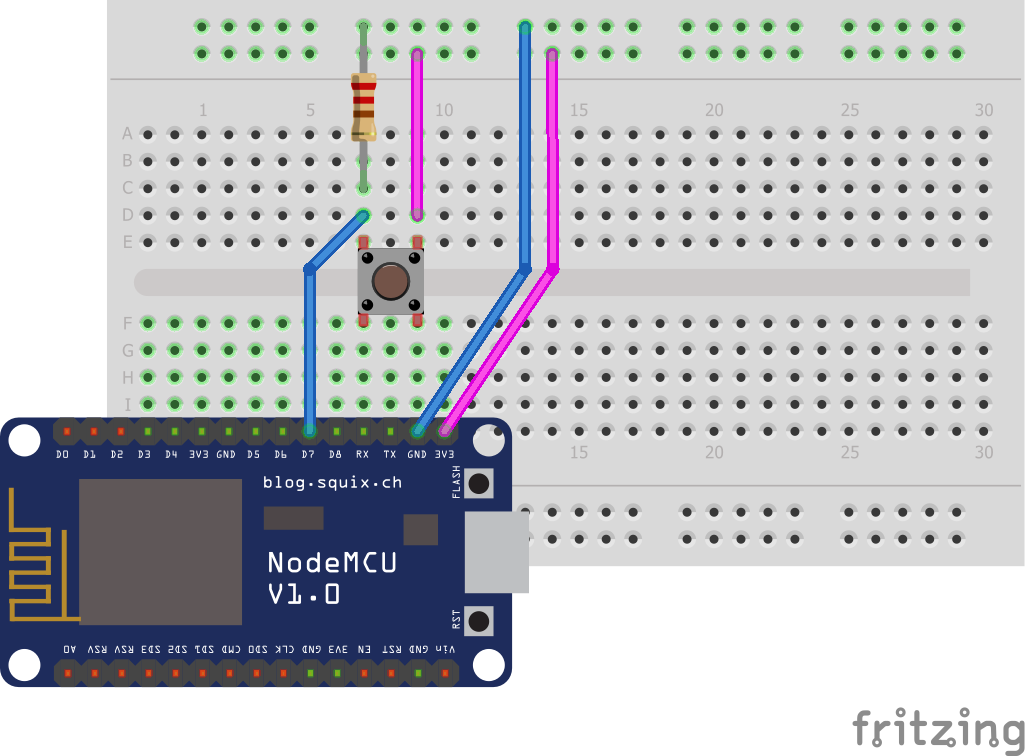 1 5 10 15 20 25 30
A
B
C
D
E
F
G
H
I
15 20 25 30
D0 D1 D2 D3 D4 3V3 GND D5 D6 D7 D8 RX TX GND 3V3
blog.squix.ch
FLASH
NodeMCU
V1.0
RST
A0 RSV RSV SD3 SD2 SD1 CMD SD0 CLK GND 3V3 EN RST GND Vin
fritzing